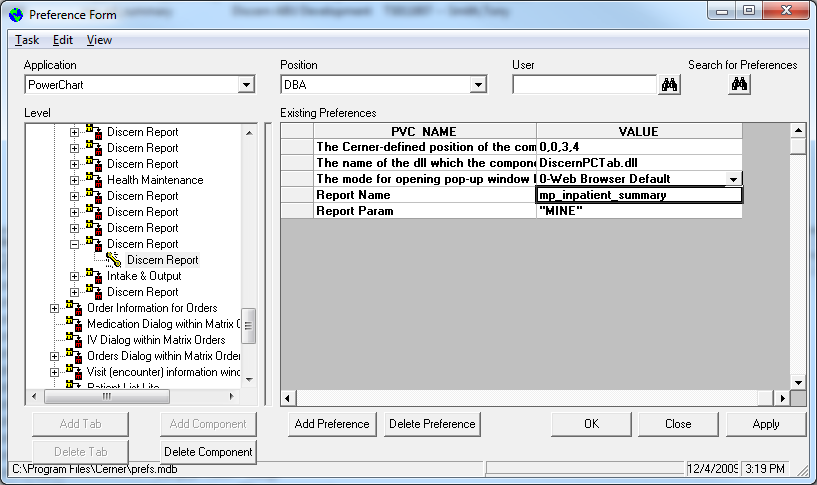 Preference Form
Task Edit View
Application Position User Search for Preferences
PowerChart DBA
Level Existing Preferences
PVC_NAME VALUE
The Cerner-defined position of the com 0,0,3,4
The name of the dll which the compone DiscernPCTab.dll
The mode for opening pop-up window 0-Web Browser Default
Report Name mp_inpatient_summary
Report Param "MINE"
Discern Report
Discern Report
Discern Report
Health Maintenance
Discern Report
Discern Report
Discern Report
Discern Report
Discern Report
Intake & Output
Discern Report
Order Information for Orders
Medication Dialog within Matrix O
IV Dialog within Matrix Orders
Orders Dialog within Matrix Order
Visit (encounter) information wind
Patient List Lite
Add Tab Add Component Add Preference Delete Preference OK Close Apply
Delete Tab Delete Component
C:\Program Files\Cerner\prefs.mdb 12/4/2009 3:19 PM